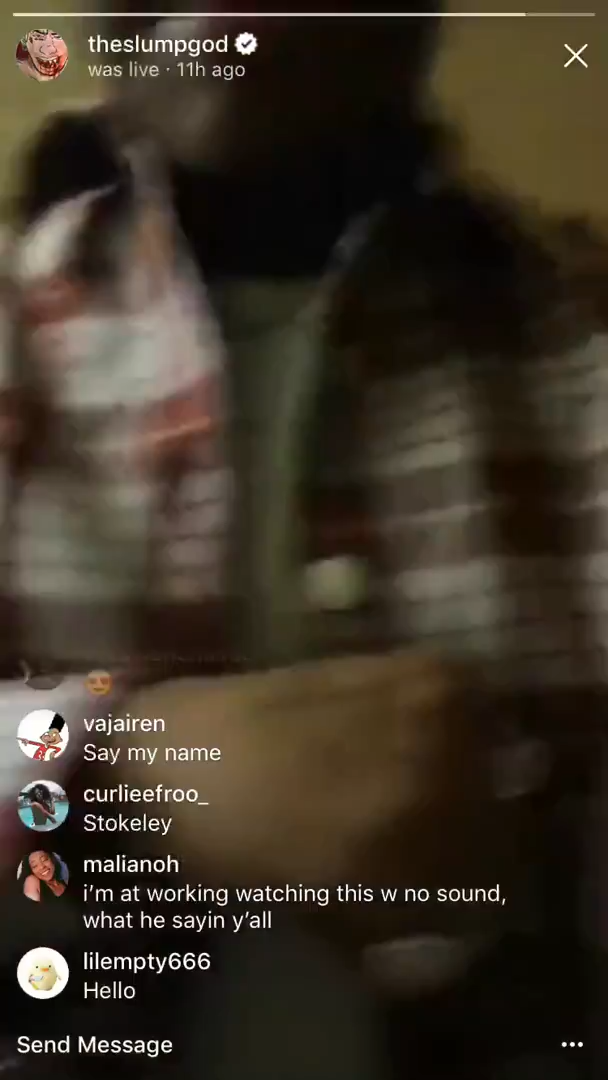 theslumpgod
was live · 11h ago
vajairen
Say my name
curlieefroo_
Stokeley
malianoh
i’m at working watching this w no sound,
what he sayin y’all
lilempty666
Hello
Send Message